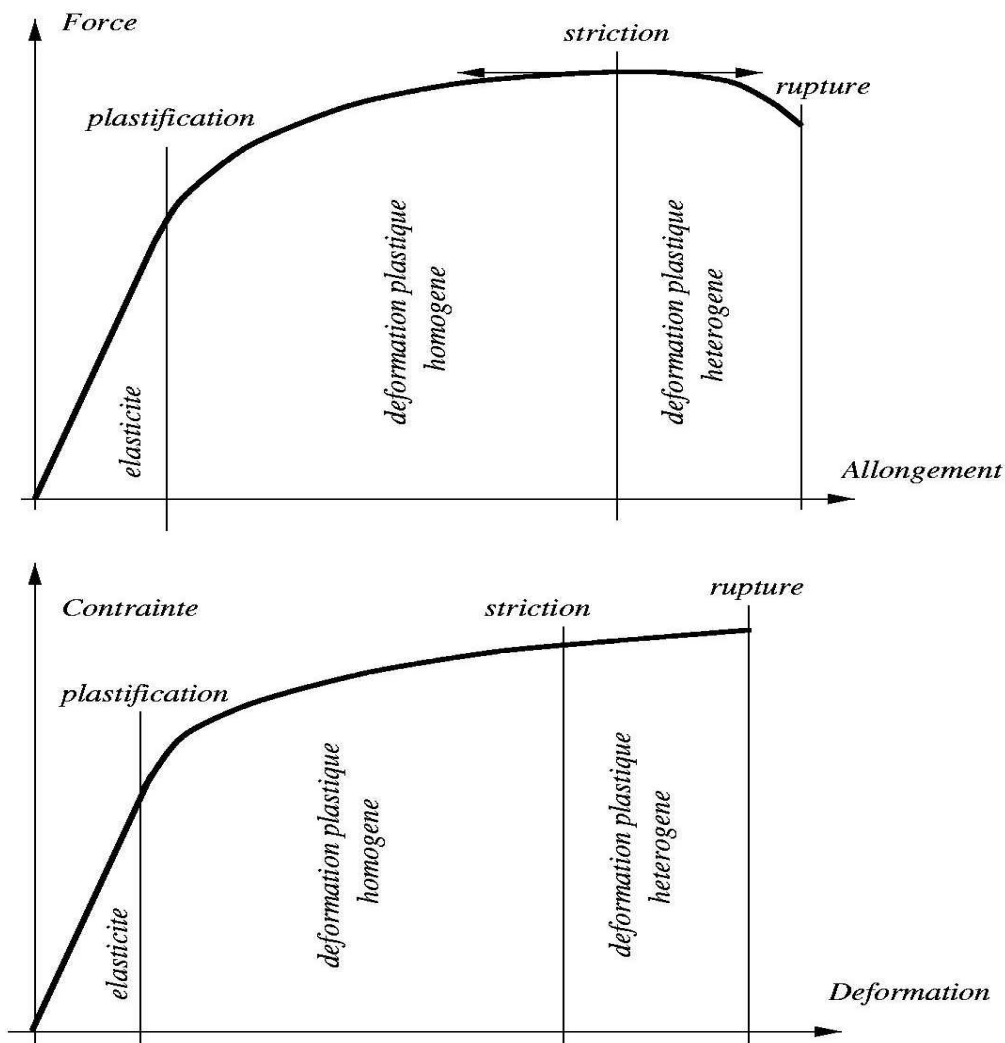 Force
striction
rupture
plastification
elasticite
deformation plastique
homogene
deformation plastique
heterogene
Allongement
Contrainte
striction
rupture
plastification
elasticite
deformation plastique
homogene
deformation plastique
heterogene
Deformation